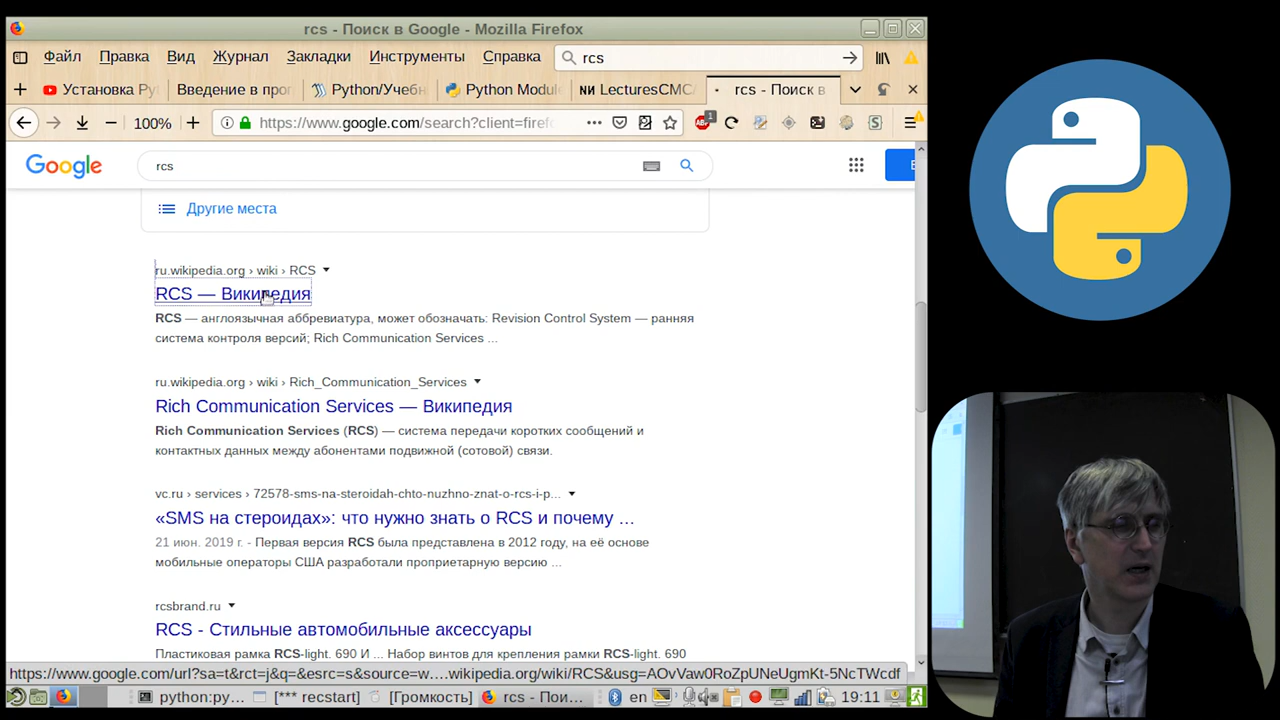 rcs - Поиск в Google - Mozilla Firefox
Файл Правка Вид Журнал Закладки Инструменты Справка rcs
Установка Py Введение в прог Python/Учебн Python Module LecturesCMC rcs - Поиск в
100% https://www.google.com/search?client=firefo 1
Google rcs
Другие места
ru.wikipedia.org › wiki › RCS
RCS — Википедия
RCS — англоязычная аббревиатура, может обозначать: Revision Control System — ранняя
система контроля версий; Rich Communication Services ...
ru.wikipedia.org › wiki › Rich_Communication_Services
Rich Communication Services — Википедия
Rich Communication Services (RCS) — система передачи коротких сообщений и
контактных данных между абонентами подвижной (сотовой) связи.
vc.ru › services › 72578-sms-na-steroidah-chto-nuzhno-znat-o-rcs-i-p...
«SMS на стероидах»: что нужно знать о RCS и почему ...
21 июн. 2019 г. - Первая версия RCS была представлена в 2012 году, на её основе
мобильные операторы США разработали проприетарную версию ...
rcsbrand.ru
RCS - Стильные автомобильные аксессуары
Пластиковая рамка RCS-light. 690 И ... Набор винтов для крепления рамки RCS-light. 690
https://www.google.com/url?sa=t&rct=j&q=&esrc=s&source=w….wikipedia.org/wiki/RCS&usg=AOvVaw0RoZpUNeUgmKt-5NcTWcdf
python:py... [*** recstart] [Громкость] rcs - Пои... en 19:11